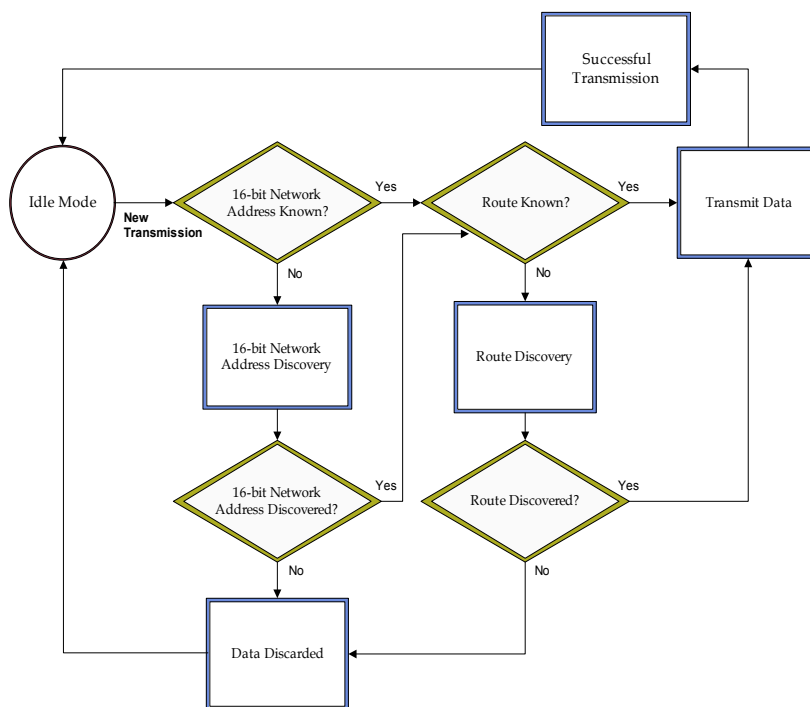 Successful
Transmission
Idle Mode
New
Transmission
16-bit Network
Address Known?
Yes
Route Known?
Yes
Transmit Data
No
No
16-bit Network
Address Discovery
Route Discovery
16-bit Network
Address Discovered?
Yes
Route Discovered?
Yes
No
No
Data Discarded